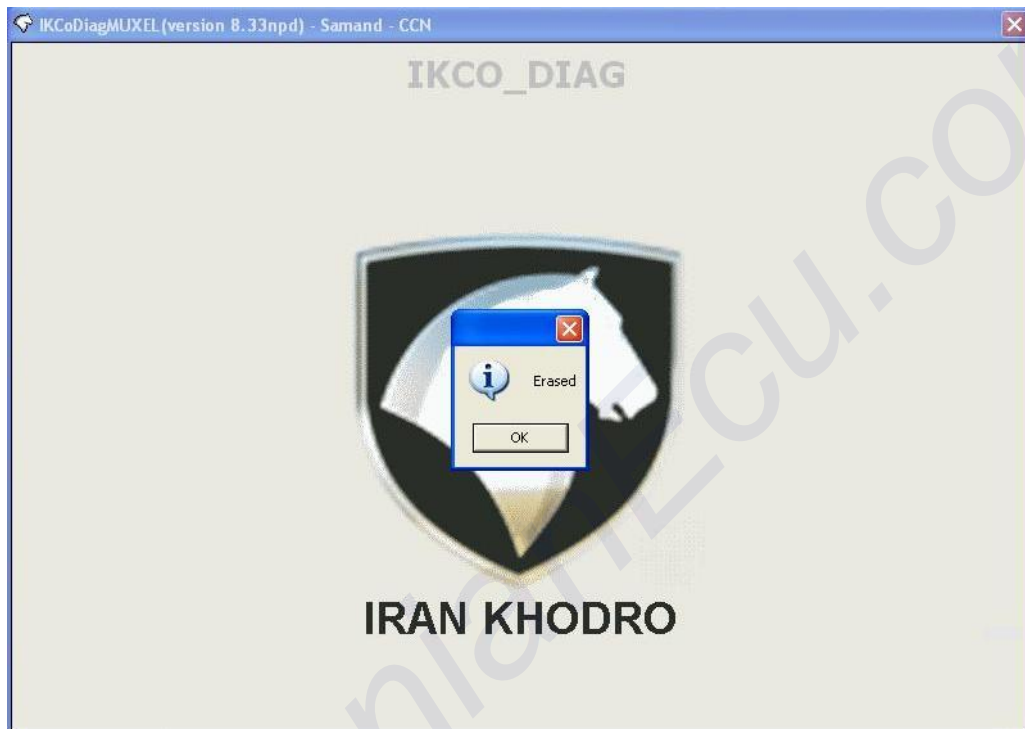 IKCoDiagMUXEL(version 8.33npd) - Samand - CCN
IKCO_DIAG
Erased
OK
IRAN KHODRO